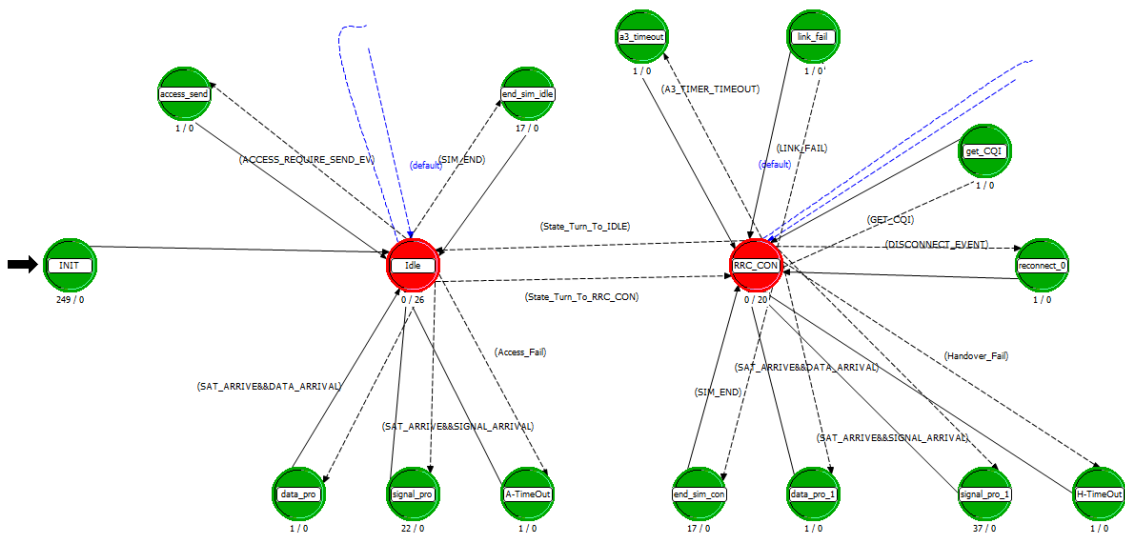 a3_timeout
link_fail
1 / 0
1 / 0
access_send
end_sim_idle
1 / 0
17 / 0
(A3_TIMER_TIMEOUT)
get_CQI
(ACCESS_REQUIRE_SEND_EV)
(SIM_END)
(default)
(LINK_FAIL)
(default)
1 / 0
(State_Turn_To_IDLE)
(GET_CQI)
(DISCONNECT_EVENT)
INIT
Idle
RRC_CON
reconnect_0
249 / 0
0 / 26
(State_Turn_To_RRC_CON)
0 / 20
1 / 0
(Access_Fail)
(Handover_Fail)
(SAT_ARRIVE&&DATA_ARRIVAL)
(SAT_ARRIVE&&DATA_ARRIVAL)
(SIM_END)
(SAT_ARRIVE&&SIGNAL_ARRIVAL)
(SAT_ARRIVE&&SIGNAL_ARRIVAL)
data_pro
signal_pro
A-TimeOut
end_sim_con
data_pro_1
signal_pro_1
H-TimeOut
1 / 0
22 / 0
1 / 0
17 / 0
1 / 0
37 / 0
1 / 0